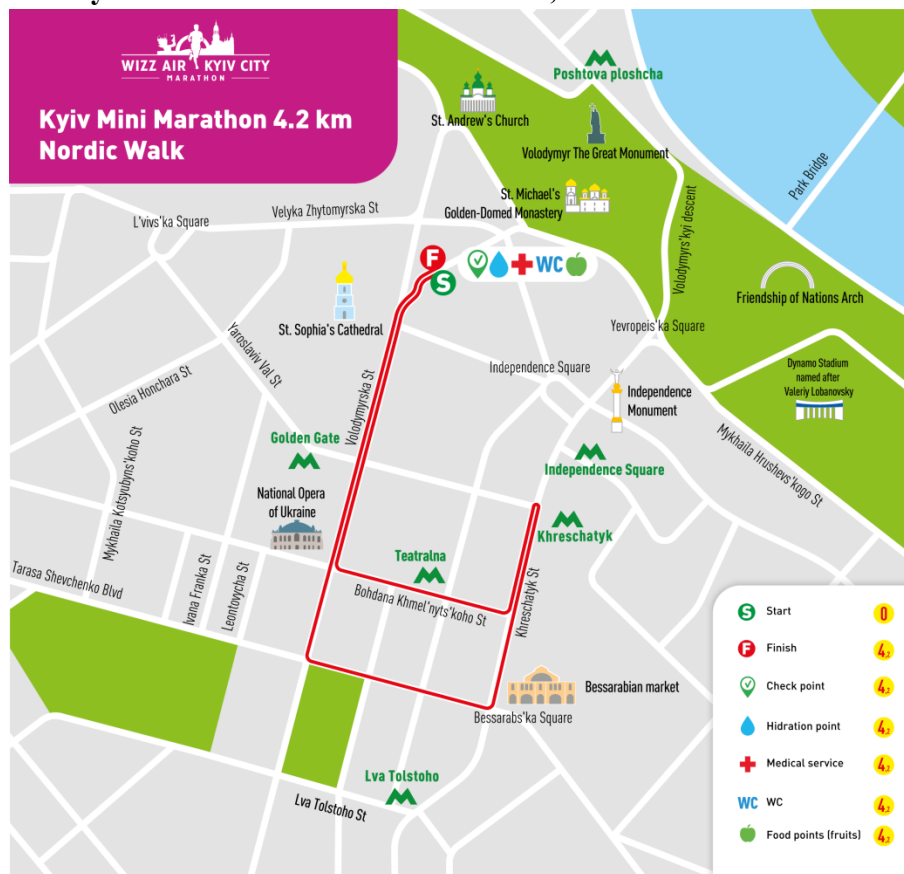 WIZZ AIR KYIV CITY
MARATHON
Kyiv Mini Marathon 4.2 km
Nordic Walk
Poshtova ploshcha
St. Andrew's Church
Volodymyr The Great Monument
Park Bridge
St. Michael's
Golden-Domed Monastery
Velyka Zhytomyrska St
L'vivs'ka Square
Volodymyrs'kyi descent
F
S
WC
Friendship of Nations Arch
St. Sophia's Cathedral
Yevropeis'ka Square
Yaroslaviv Val St
Independence Square
Dynamo Stadium
named after
Valeriy Lobanovsky
Olesia Honchara St
Volodymyrska St
Independence
Monument
Mykhaila Hrushevs'kogo St
Golden Gate
Independence Square
Mykhaila Kotsyubyns'koho St
National Opera
of Ukraine
Khreschatyk
Teatralna
Tarasa Shevchenko Blvd
Ivana Franka St
Leontovycha St
Bohdana Khmel'nyts'koho St
Khreschatyk St
Bessarabian market
Bessarabs'ka Square
Lva Tolstoho
Lva Tolstoho St
S Start 0
F Finish 4,2
Check point 4,2
Hidration point 4,2
Medical service 4,2
WC WC 4,2
Food points (fruits) 4,2